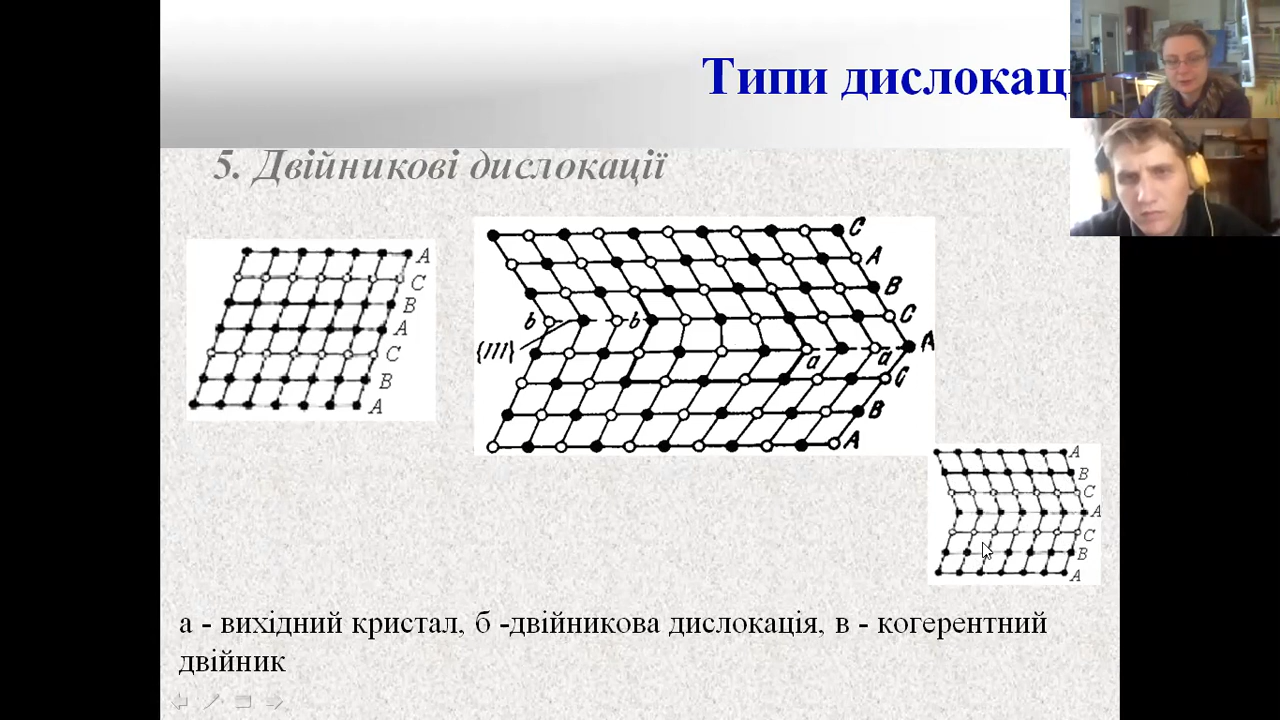 Типи дислокац
5. Двійникові дислокації
A
C
B
A
C
B
A
C
A
B
C
A
C
B
A
b
b
{111}
a
a
A
B
C
A
C
B
A
а - вихідний кристал, б -двійникова дислокація, в - когерентний
двійник